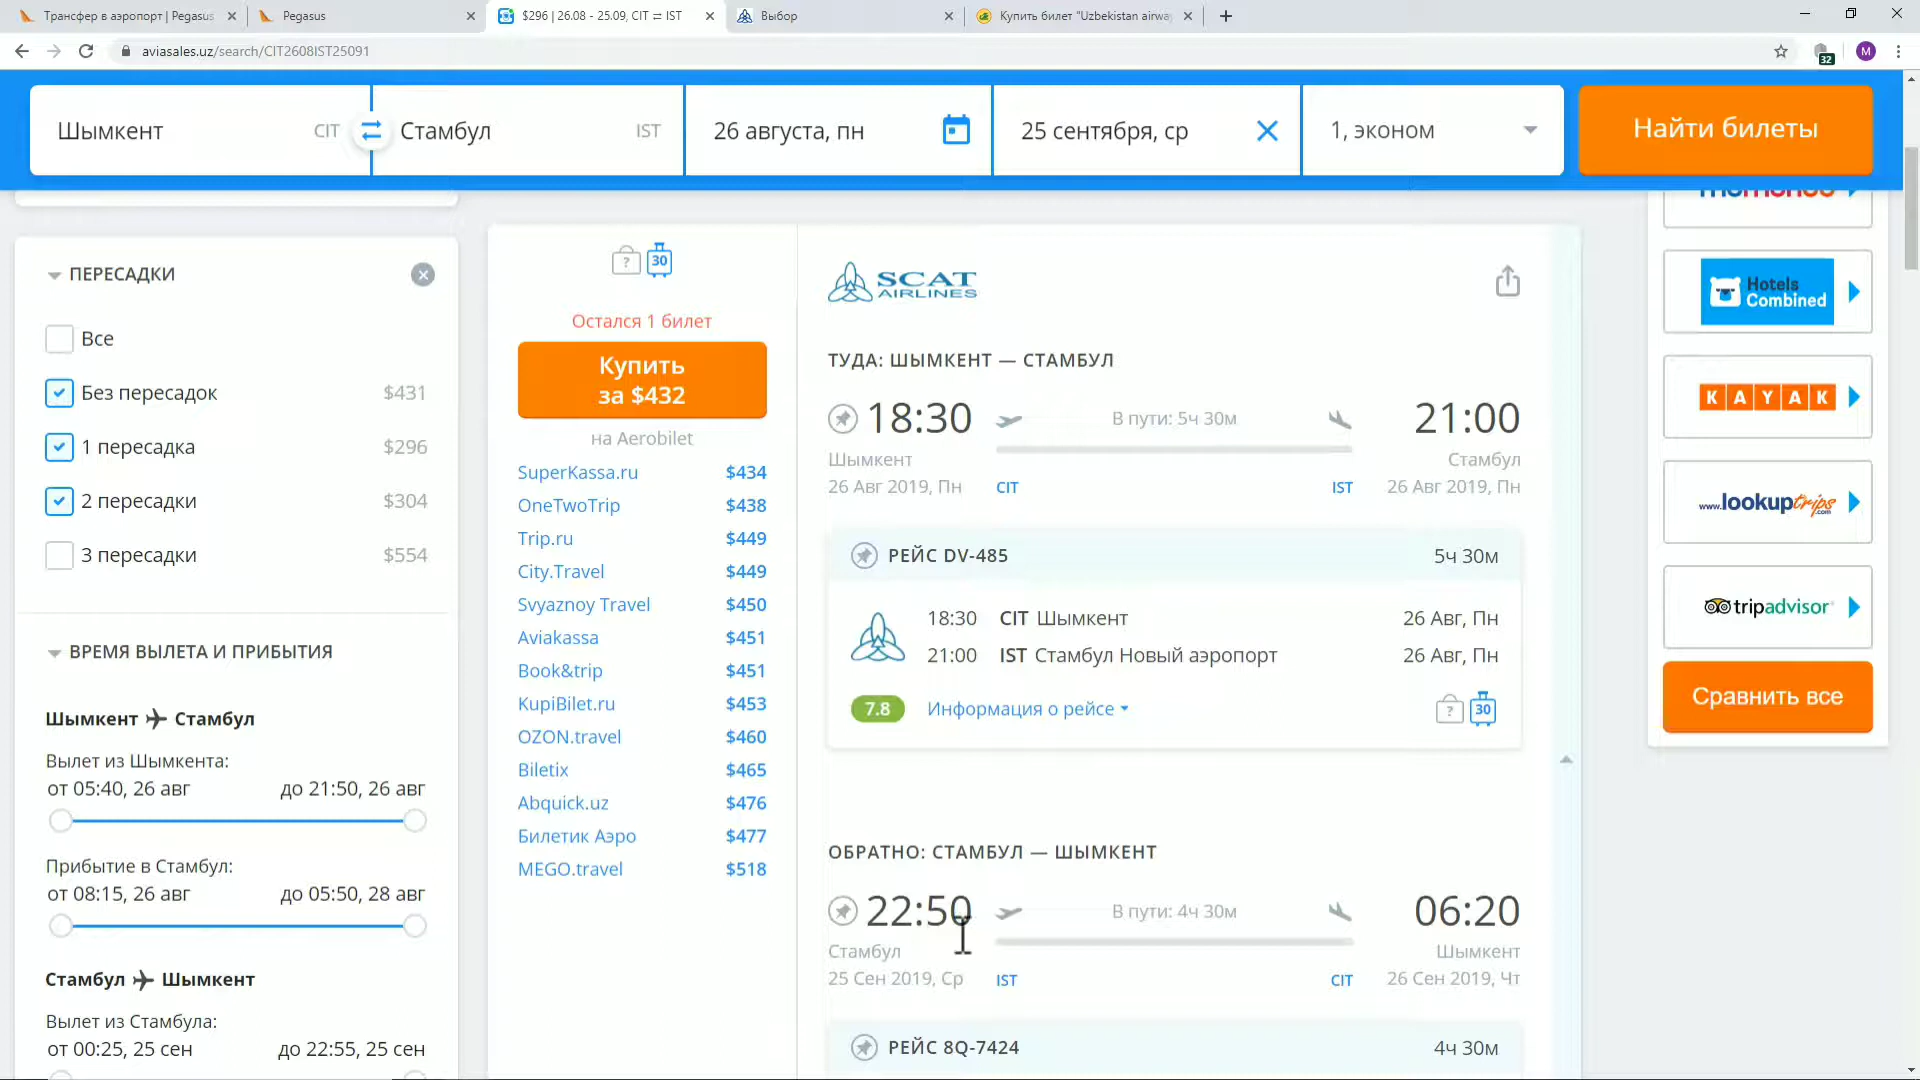 Трансфер в аэропорт | Pegasus
Pegasus
$296 | 26.08 - 25.09, CIT ⇄ IST
Выбор
Купить билет "Uzbekistan airwa
aviasales.uz/search/CIT2608IST25091
32
M
Шымкент CIT
Стамбул IST
26 августа, пн
25 сентября, ср
1, эконом
Найти билеты
ПЕРЕСАДКИ
Все
Без пересадок $431
1 пересадка $296
2 пересадки $304
3 пересадки $554
ВРЕМЯ ВЫЛЕТА И ПРИБЫТИЯ
Шымкент Стамбул
Вылет из Шымкента:
от 05:40, 26 авг до 21:50, 26 авг
Прибытие в Стамбул:
от 08:15, 26 авг до 05:50, 28 авг
Стамбул Шымкент
Вылет из Стамбула:
от 00:25, 25 сен до 22:55, 25 сен
? 30
Остался 1 билет
Купить
за $432
на Aerobilet
SuperKassa.ru $434
OneTwoTrip $438
Trip.ru $449
City.Travel $449
Svyaznoy Travel $450
Aviakassa $451
Book&trip $451
KupiBilet.ru $453
OZON.travel $460
Biletix $465
Abquick.uz $476
Билетик Аэро $477
MEGO.travel $518
SCAT
AIRLINES
ТУДА: ШЫМКЕНТ — СТАМБУЛ
18:30 В пути: 5ч 30м 21:00
Шымкент Стамбул
26 Авг 2019, Пн CIT IST 26 Авг 2019, Пн
РЕЙС DV-485 5ч 30м
18:30 CIT Шымкент 26 Авг, Пн
21:00 IST Стамбул Новый аэропорт 26 Авг, Пн
7.8 Информация о рейсе ? 30
ОБРАТНО: СТАМБУЛ — ШЫМКЕНТ
22:50 В пути: 4ч 30м 06:20
Стамбул Шымкент
25 Сен 2019, Ср IST CIT 26 Сен 2019, Чт
РЕЙС 8Q-7424 4ч 30м
momondo
Hotels
Combined
KAYAK
www.lookuptrips.com
tripadvisor
Сравнить все